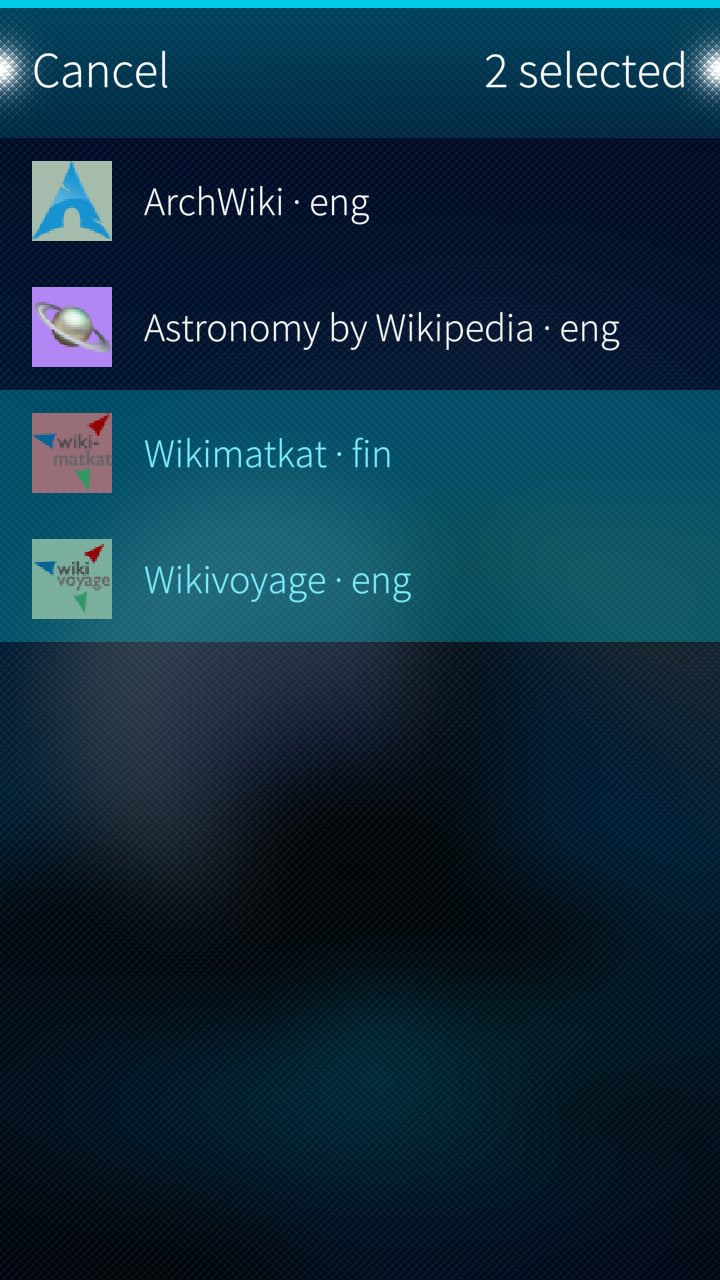 Cancel
2 selected
ArchWiki · eng
Astronomy by Wikipedia · eng
wiki-
matkat
Wikimatkat · fin
wiki
voyage
Wikivoyage · eng